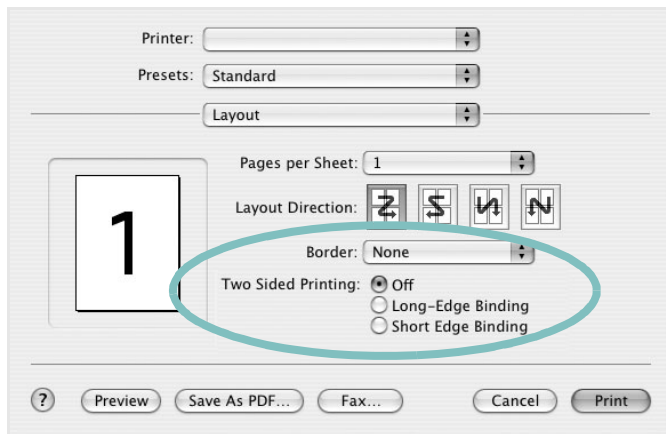 Printer:
Presets: Standard
Layout
Pages per Sheet: 1
1
Layout Direction:
Border: None
Two Sided Printing: Off
Long-Edge Binding
Short Edge Binding
? Preview Save As PDF... Fax... Cancel Print